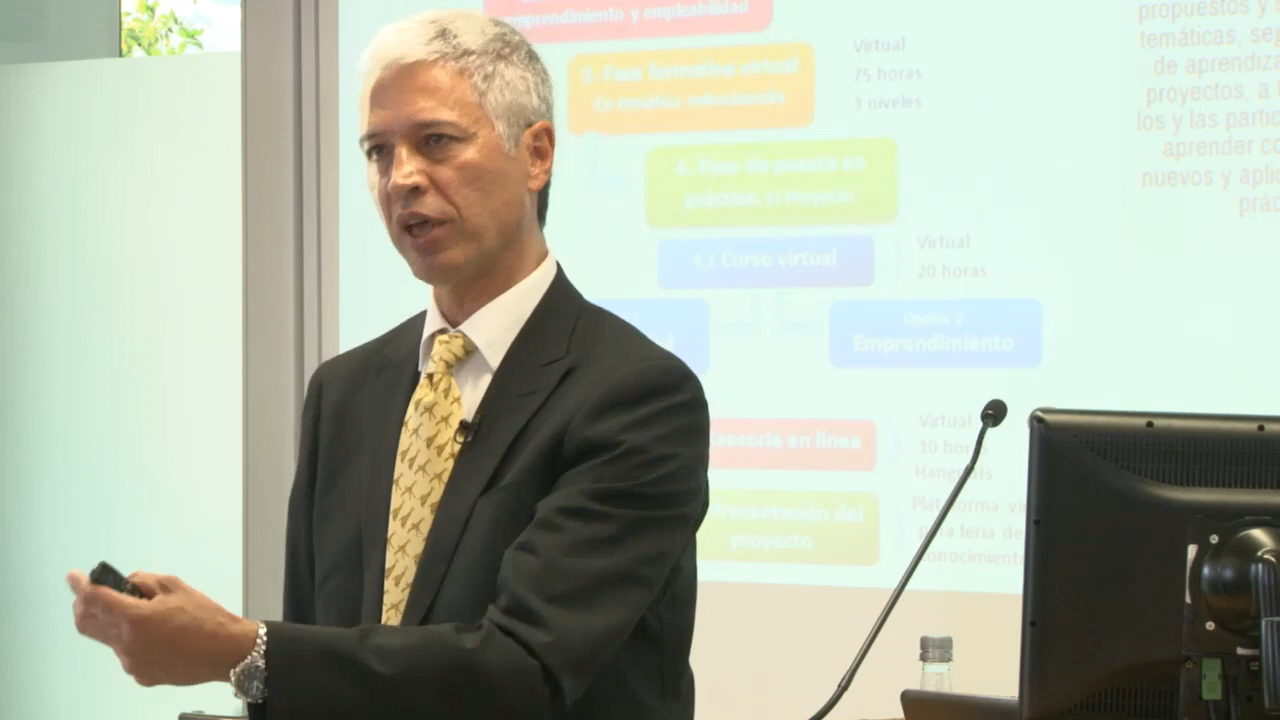 emprendimiento y empleabilidad
3. Fase formativa virtual
En temática seleccionada
Virtual
75 horas
3 niveles
4. Fase de puesta en
práctica: El Proyecto
4.1 Curso virtual
Virtual
20 horas
Opción 2
Emprendimiento
Asesoría en línea
Virtual
10 horas
Hangouts
Presentación del
proyecto
Plataforma vi
para feria de
conocimiento
propuestos y
temáticas, seg
de aprendiza
proyectos, a
los y las partic
aprender co
nuevos y aplic
prác